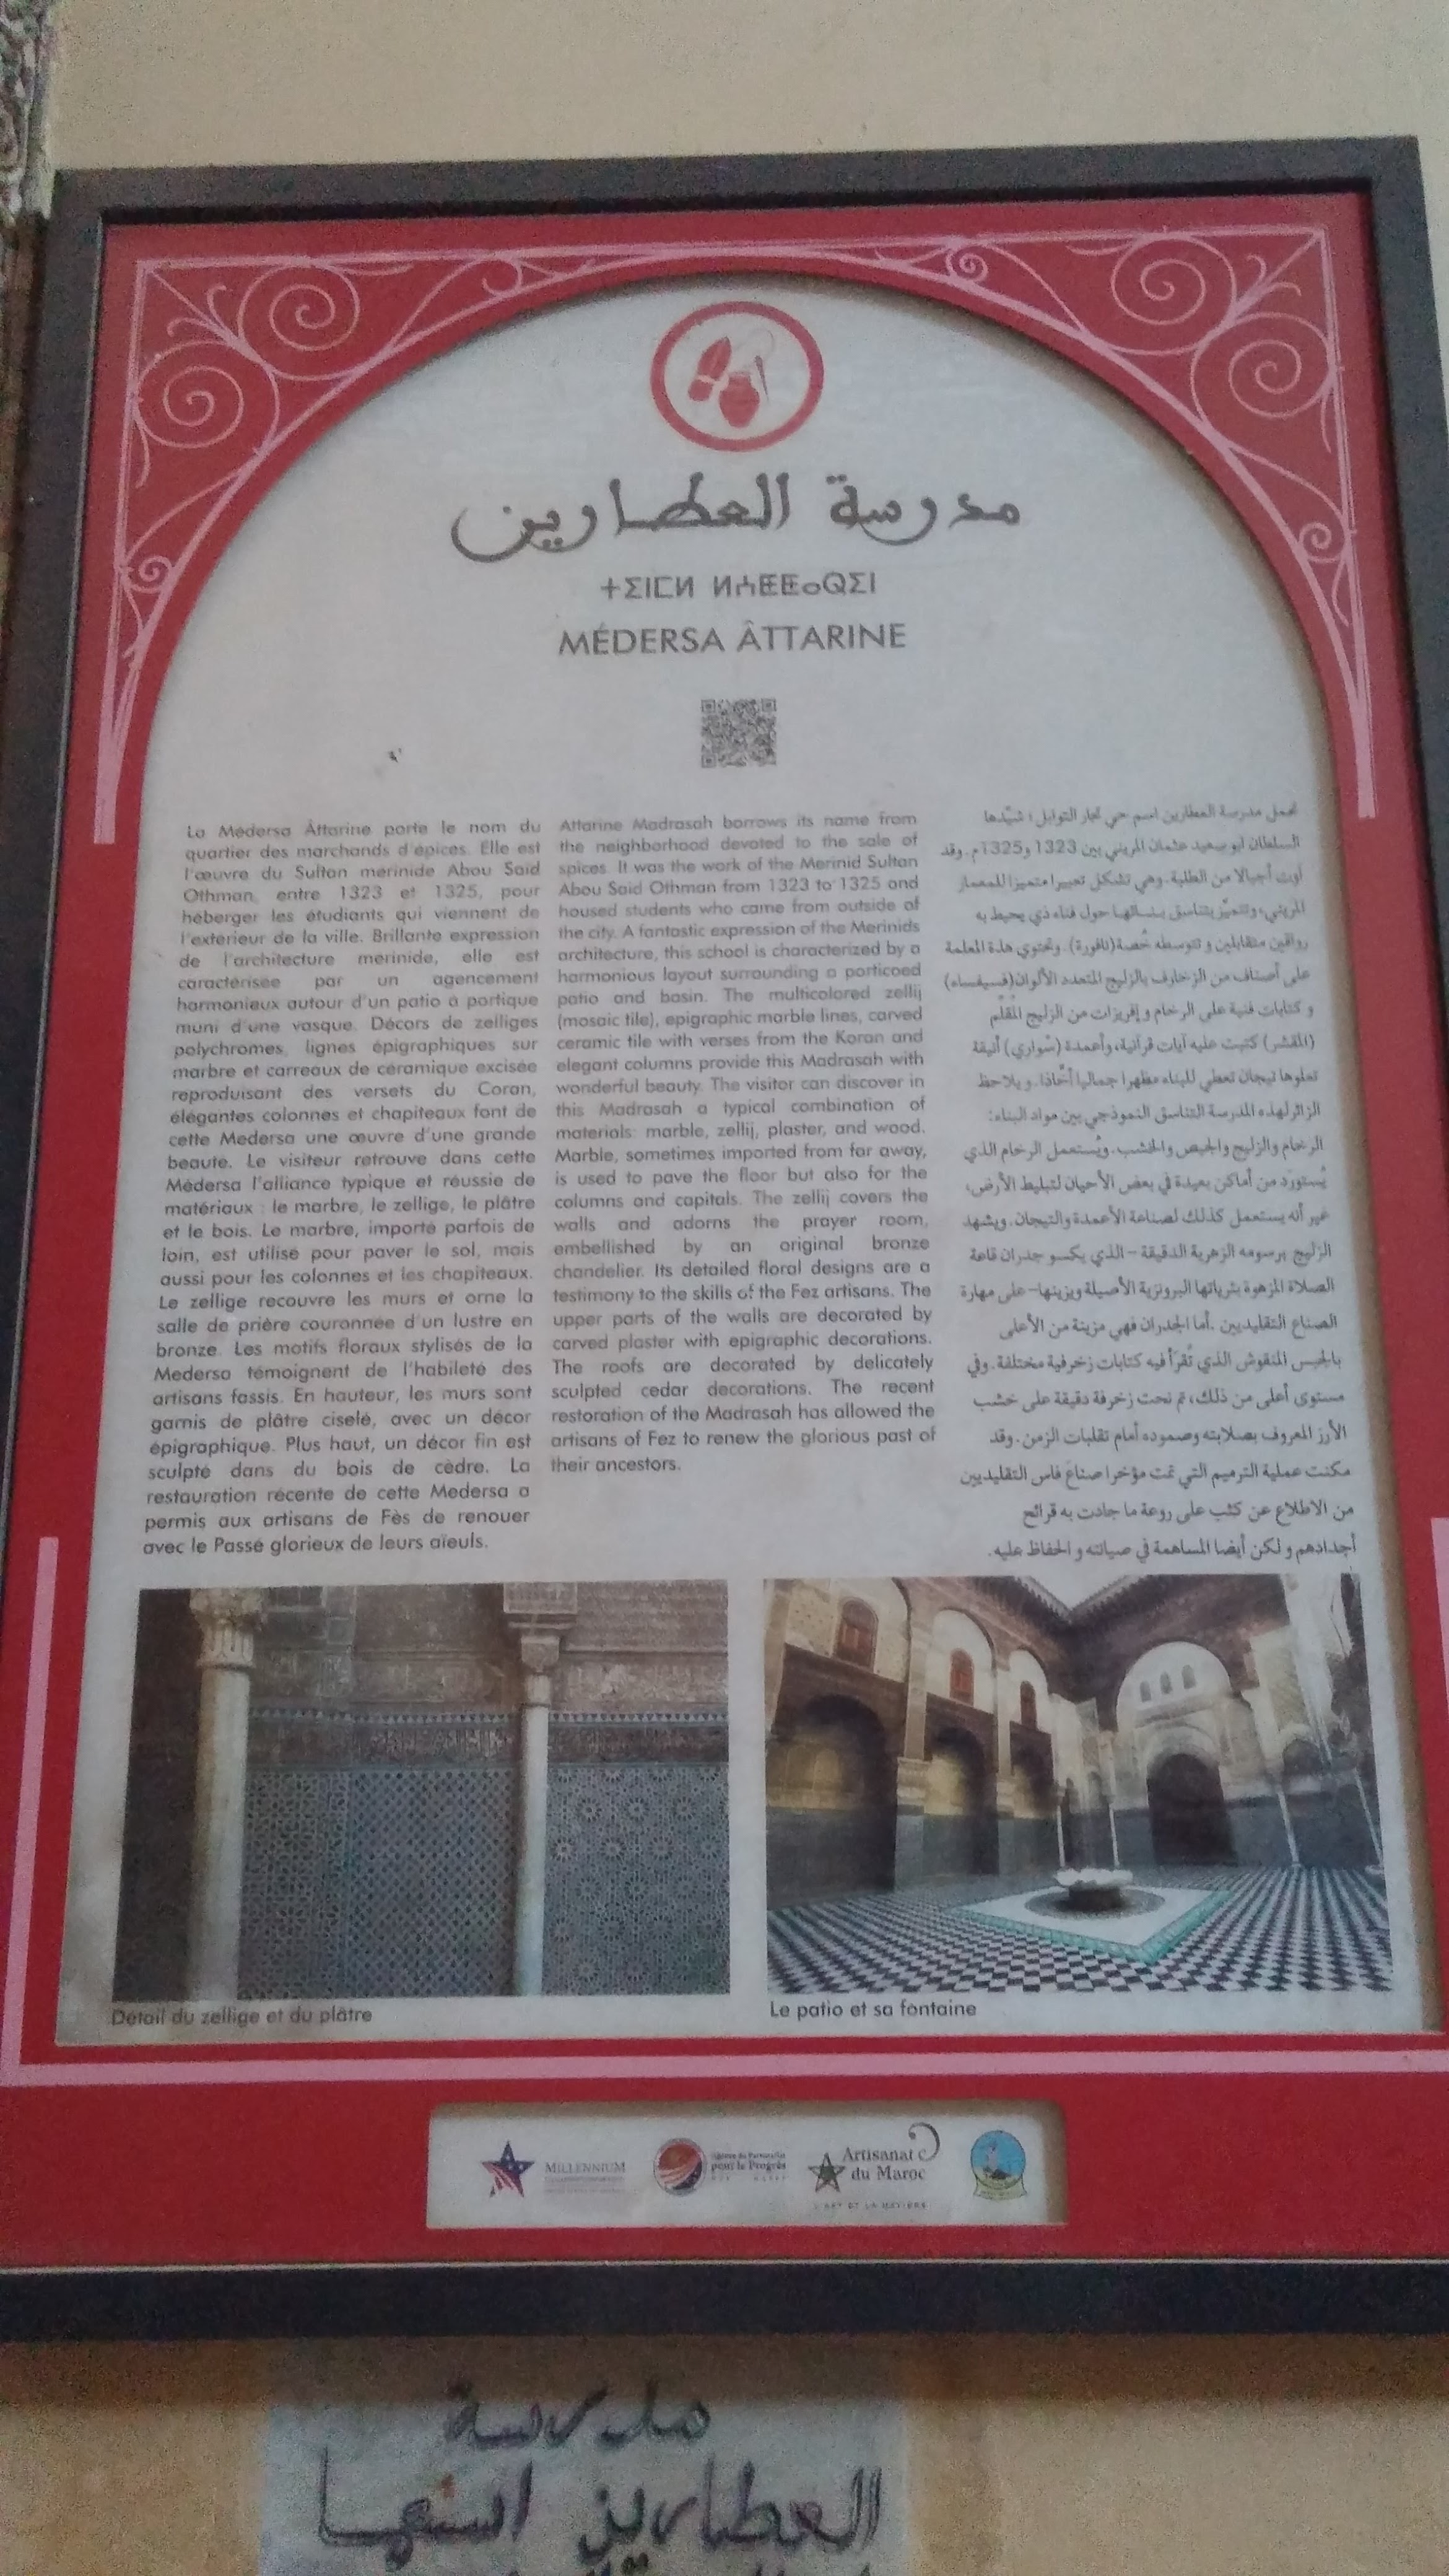 مدرسة العطارين
ⵜⵉⵏⵎⵍ ⵍⵄⵟⵟⴰⵕⵉⵏ
MÉDERSA ÂTTARINE
La Médersa Âttarine porte le nom du
quartier des marchands d'épices. Elle est
l'œuvre du Sultan mérinide Abou Saïd
Othman, entre 1323 et 1325, pour
héberger les étudiants qui viennent de
l'extérieur de la ville. Brillante expression
de l'architecture mérinide, elle est
caractérisée par un agencement
harmonieux autour d'un patio à portique
muni d'une vasque. Décors de zelliges
polychromes, lignes épigraphiques sur
marbre et carreaux de céramique excisée
reproduisant des versets du Coran,
élégantes colonnes et chapiteaux font de
cette Medersa une œuvre d'une grande
beauté. Le visiteur retrouve dans cette
Médersa l'alliance typique et réussie de
matériaux : le marbre, le zellige, le plâtre
et le bois. Le marbre, importé parfois de
loin, est utilisé pour paver le sol, mais
aussi pour les colonnes et les chapiteaux.
Le zellige recouvre les murs et orne la
salle de prière couronnée d'un lustre en
bronze. Les motifs floraux stylisés de la
Medersa témoignent de l'habileté des
artisans fassis. En hauteur, les murs sont
garnis de plâtre ciselé, avec un décor
épigraphique. Plus haut, un décor fin est
sculpté dans du bois de cèdre. La
restauration récente de cette Medersa a
permis aux artisans de Fès de renouer
avec le Passé glorieux de leurs aïeuls.
Attarine Madrasah borrows its name from
the neighborhood devoted to the sale of
spices. It was the work of the Merinid Sultan
Abou Said Othman from 1323 to 1325 and
housed students who came from outside of
the city. A fantastic expression of the Merinids
architecture, this school is characterized by a
harmonious layout surrounding a porticoed
patio and basin. The multicolored zellij
(mosaic tile), epigraphic marble lines, carved
ceramic tile with verses from the Koran and
elegant columns provide this Madrasah with
wonderful beauty. The visitor can discover in
this Madrasah a typical combination of
materials: marble, zellij, plaster, and wood.
Marble, sometimes imported from far away,
is used to pave the floor but also for the
columns and capitals. The zellij covers the
walls and adorns the prayer room,
embellished by an original bronze
chandelier. Its detailed floral designs are a
testimony to the skills of the Fez artisans. The
upper parts of the walls are decorated by
carved plaster with epigraphic decorations.
The roofs are decorated by delicately
sculpted cedar decorations. The recent
restoration of the Madrasah has allowed the
artisans of Fez to renew the glorious past of
their ancestors.
تحمل مدرسة العطارين اسم حي تجار التوابل؛ شيّدها
السلطان أبو سعيد عثمان المريني بين 1323 و1325م. وقد
آوت أجيالا من الطلبة. وهي تشكل تعبيرا متميزا للمعمار
المريني، وتتميّز بتناسق بنائها حول فناء ذي يحيط به
رواقين متقابلين و تتوسطه خُصة(نافورة). وتحتوي هذه المعلمة
على أصناف من الزخارف بالزليج المتعدد الألوان(فسيفساء)
و كتابات فنية على الرخام و إفريزات من الزليج المُقلّم
(المقشر) كتبت عليه آيات قرآنية، وأعمدة (سواري) أنيقة
تعلوها تيجان تعطي للبناء مظهرا جماليا أخّاذا. و يلاحظ
الزائر لهذه المدرسة التناسق النموذجي بين مواد البناء:
الرخام والزليج والجبص والخشب. ويُستعمل الرخام الذي
يُستورَد من أماكن بعيدة في بعض الأحيان لتبليط الأرض،
غير أنه يستعمل كذلك لصناعة الأعمدة والتيجان. ويشهد
الزليج برسومه الزهرية الدقيقة - الذي يكسو جدران قاعة
الصلاة المزهوة بثرياتها البرونزية الأصيلة ويزينها- على مهارة
الصناع التقليديين .أما الجدران فهي مزينة من الأعلى
بالجبس المنقوش الذي تُقرأ فيه كتابات زخرفية مختلفة. وفي
مستوى أعلى من ذلك، تم نحت زخرفة دقيقة على خشب
الأرز المعروف بصلابته وصموده أمام تقلبات الزمن. وقد
مكنت عملية الترميم التي تمت مؤخرا صناعَ فاس التقليديين
من الاطلاع عن كثب على روعة ما جادت به قرائح
أجدادهم و لكن أيضا المساهمة في صيانته و الحفاظ عليه.
Détail du zellige et du plâtre
Le patio et sa fontaine
MILLENNIUM
pour le Progrès
Artisanat
du Maroc
مدرسة
العطارين